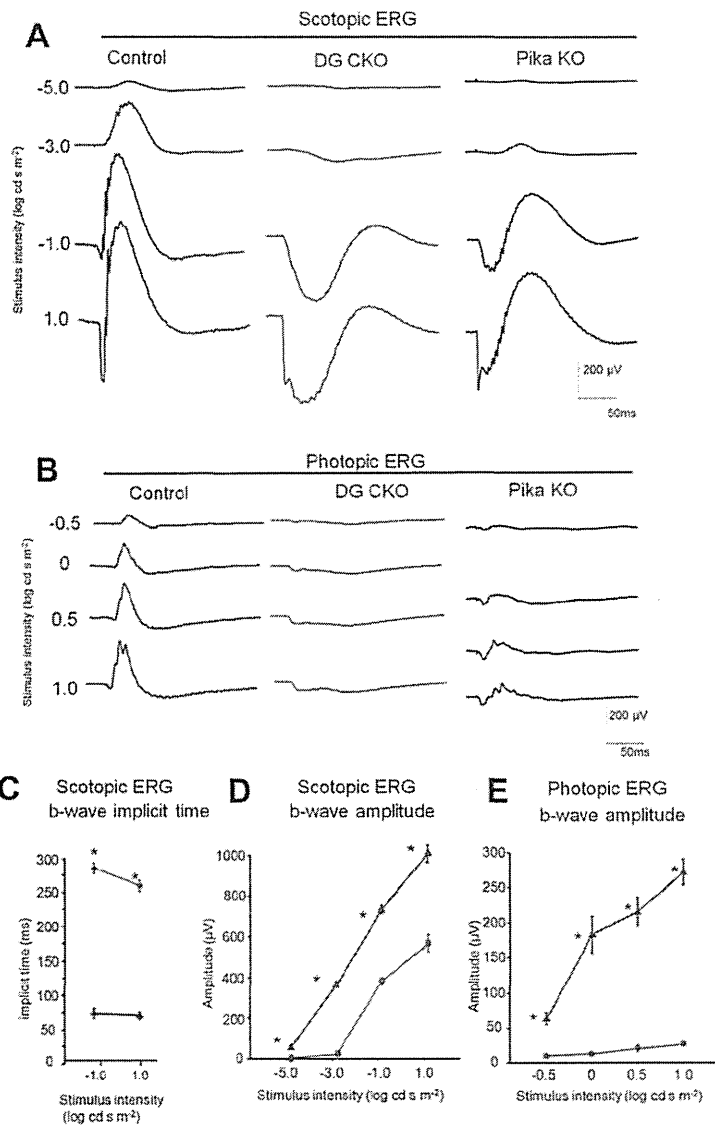 A
Scotopic ERG
Control
DG CKO
Pika KO
Stimulus intensity (log cd s m-2)
-5.0
-3.0
-1.0
1.0
200 μV
50ms
B
Photopic ERG
Control
DG CKO
Pika KO
Stimulus intensity (log cd s m-2)
-0.5
0
0.5
1.0
200 μV
50ms
C
Scotopic ERG
b-wave implicit time
implicit time (ms)
300
250
200
150
100
50
0
*
*
-1.0 1.0
Stimulus intensity
(log cd s m-2)
D
Scotopic ERG
b-wave amplitude
Amplitude (μV)
1000
800
600
400
200
0
*
*
*
*
-5.0 -3.0 -1.0 1.0
Stimulus intensity (log cd s m-2)
E
Photopic ERG
b-wave amplitude
Amplitude (μV)
300
250
200
150
100
50
0
*
*
*
*
-0.5 0 0.5 1.0
Stimulus intensity (log cd s m-2)